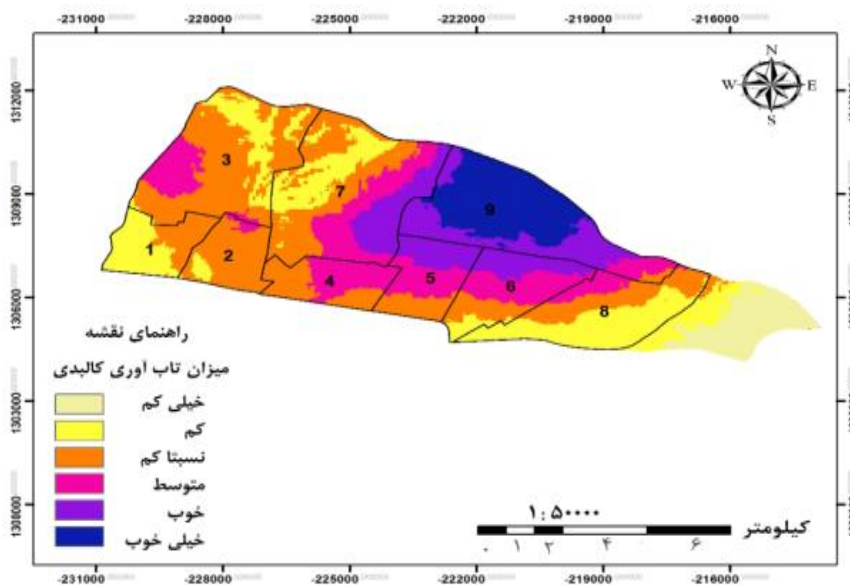 -231000 -228000 -225000 -222000 -219000 -216000
1312000
1309000
1306000
1303000
N
W E
S
3
7
9
1
2
4
5
6
8
راهنمای نقشه
میزان تاب آوری کالبدی
خیلی کم
کم
نسبتا کم
متوسط
خوب
خیلی خوب
۱:۵۰۰۰۰
کیلومتر
۰ ۱ ۲ ۴ ۶
-231000 -228000 -225000 -222000 -219000 -216000